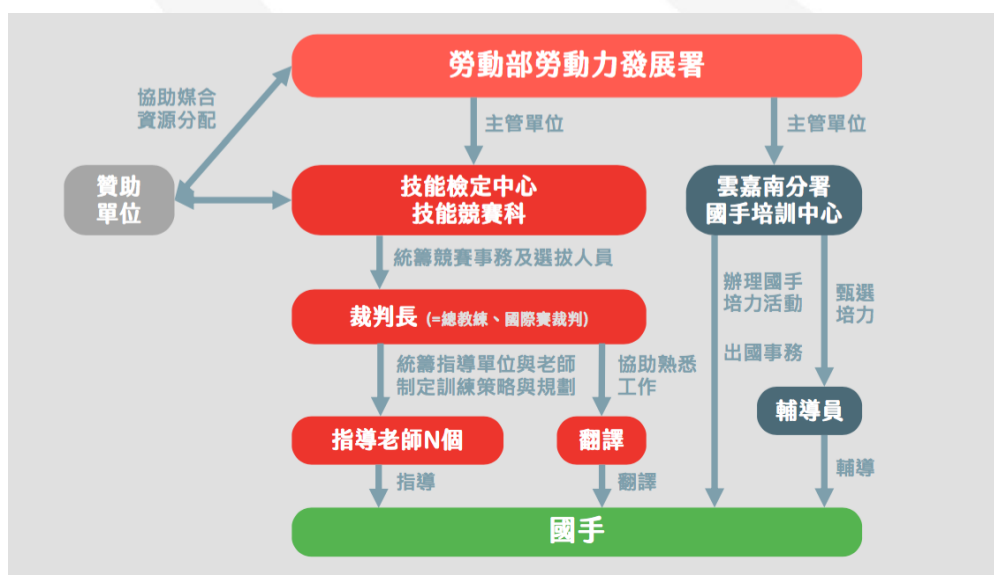 勞動部勞動力發展署
協助媒合
資源分配
主管單位
主管單位
贊助
單位
技能檢定中心
技能競賽科
雲嘉南分署
國手培訓中心
統籌競賽事務及選拔人員
辦理國手
培力活動
出國事務
甄選
培力
裁判長 (=總教練、國際賽裁判)
統籌指導單位與老師
制定訓練策略與規劃
協助熟悉
工作
指導老師N個
翻譯
輔導員
指導
翻譯
輔導
國手